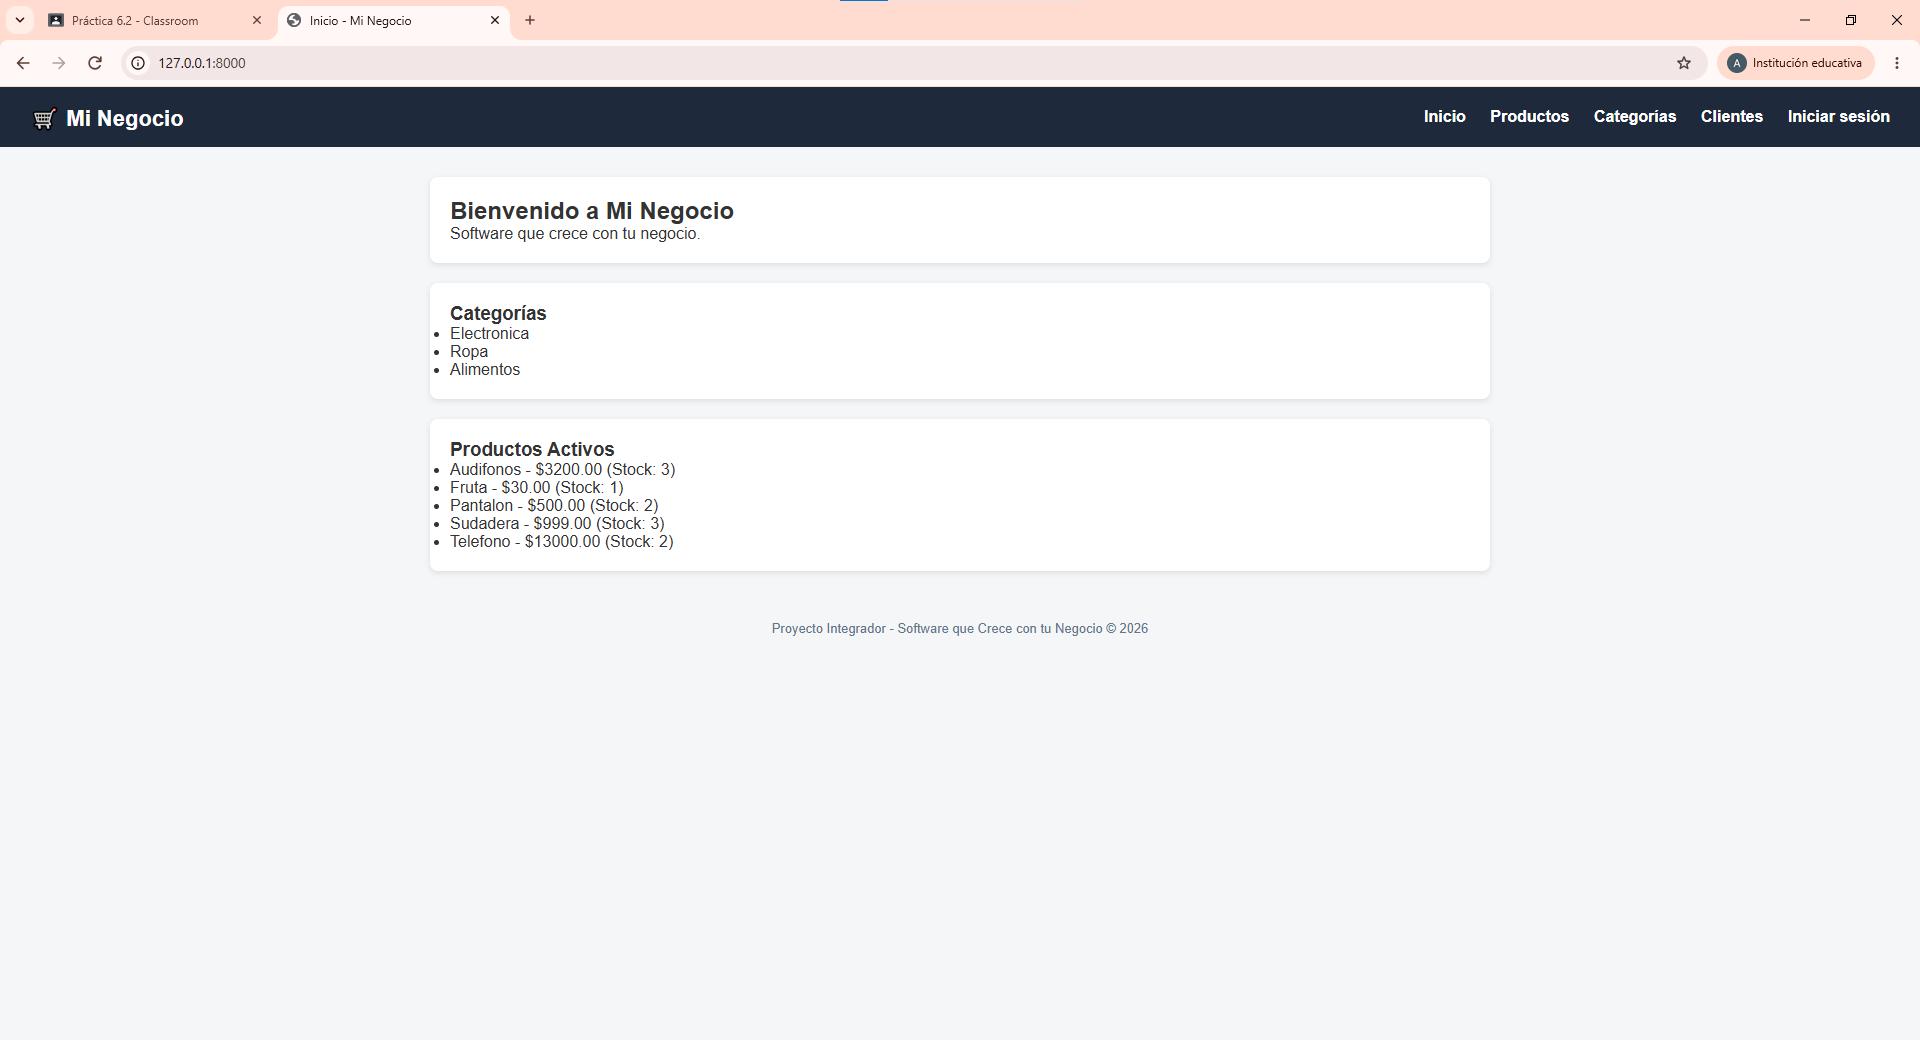 Práctica 6.2 - Classroom
Inicio - Mi Negocio
127.0.0.1:8000
A Institución educativa
Mi Negocio
Inicio Productos Categorías Clientes Iniciar sesión
Bienvenido a Mi Negocio
Software que crece con tu negocio.
Categorías
Electronica
Ropa
Alimentos
Productos Activos
Audifonos - $3200.00 (Stock: 3)
Fruta - $30.00 (Stock: 1)
Pantalon - $500.00 (Stock: 2)
Sudadera - $999.00 (Stock: 3)
Telefono - $13000.00 (Stock: 2)
Proyecto Integrador - Software que Crece con tu Negocio © 2026